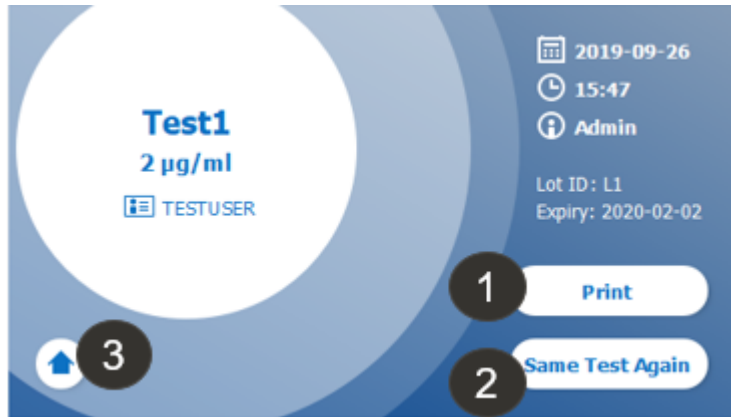 Test1
2 µg/ml
TESTUSER
2019-09-26
15:47
Admin
Lot ID: L1
Expiry: 2020-02-02
1
Print
2
Same Test Again
3